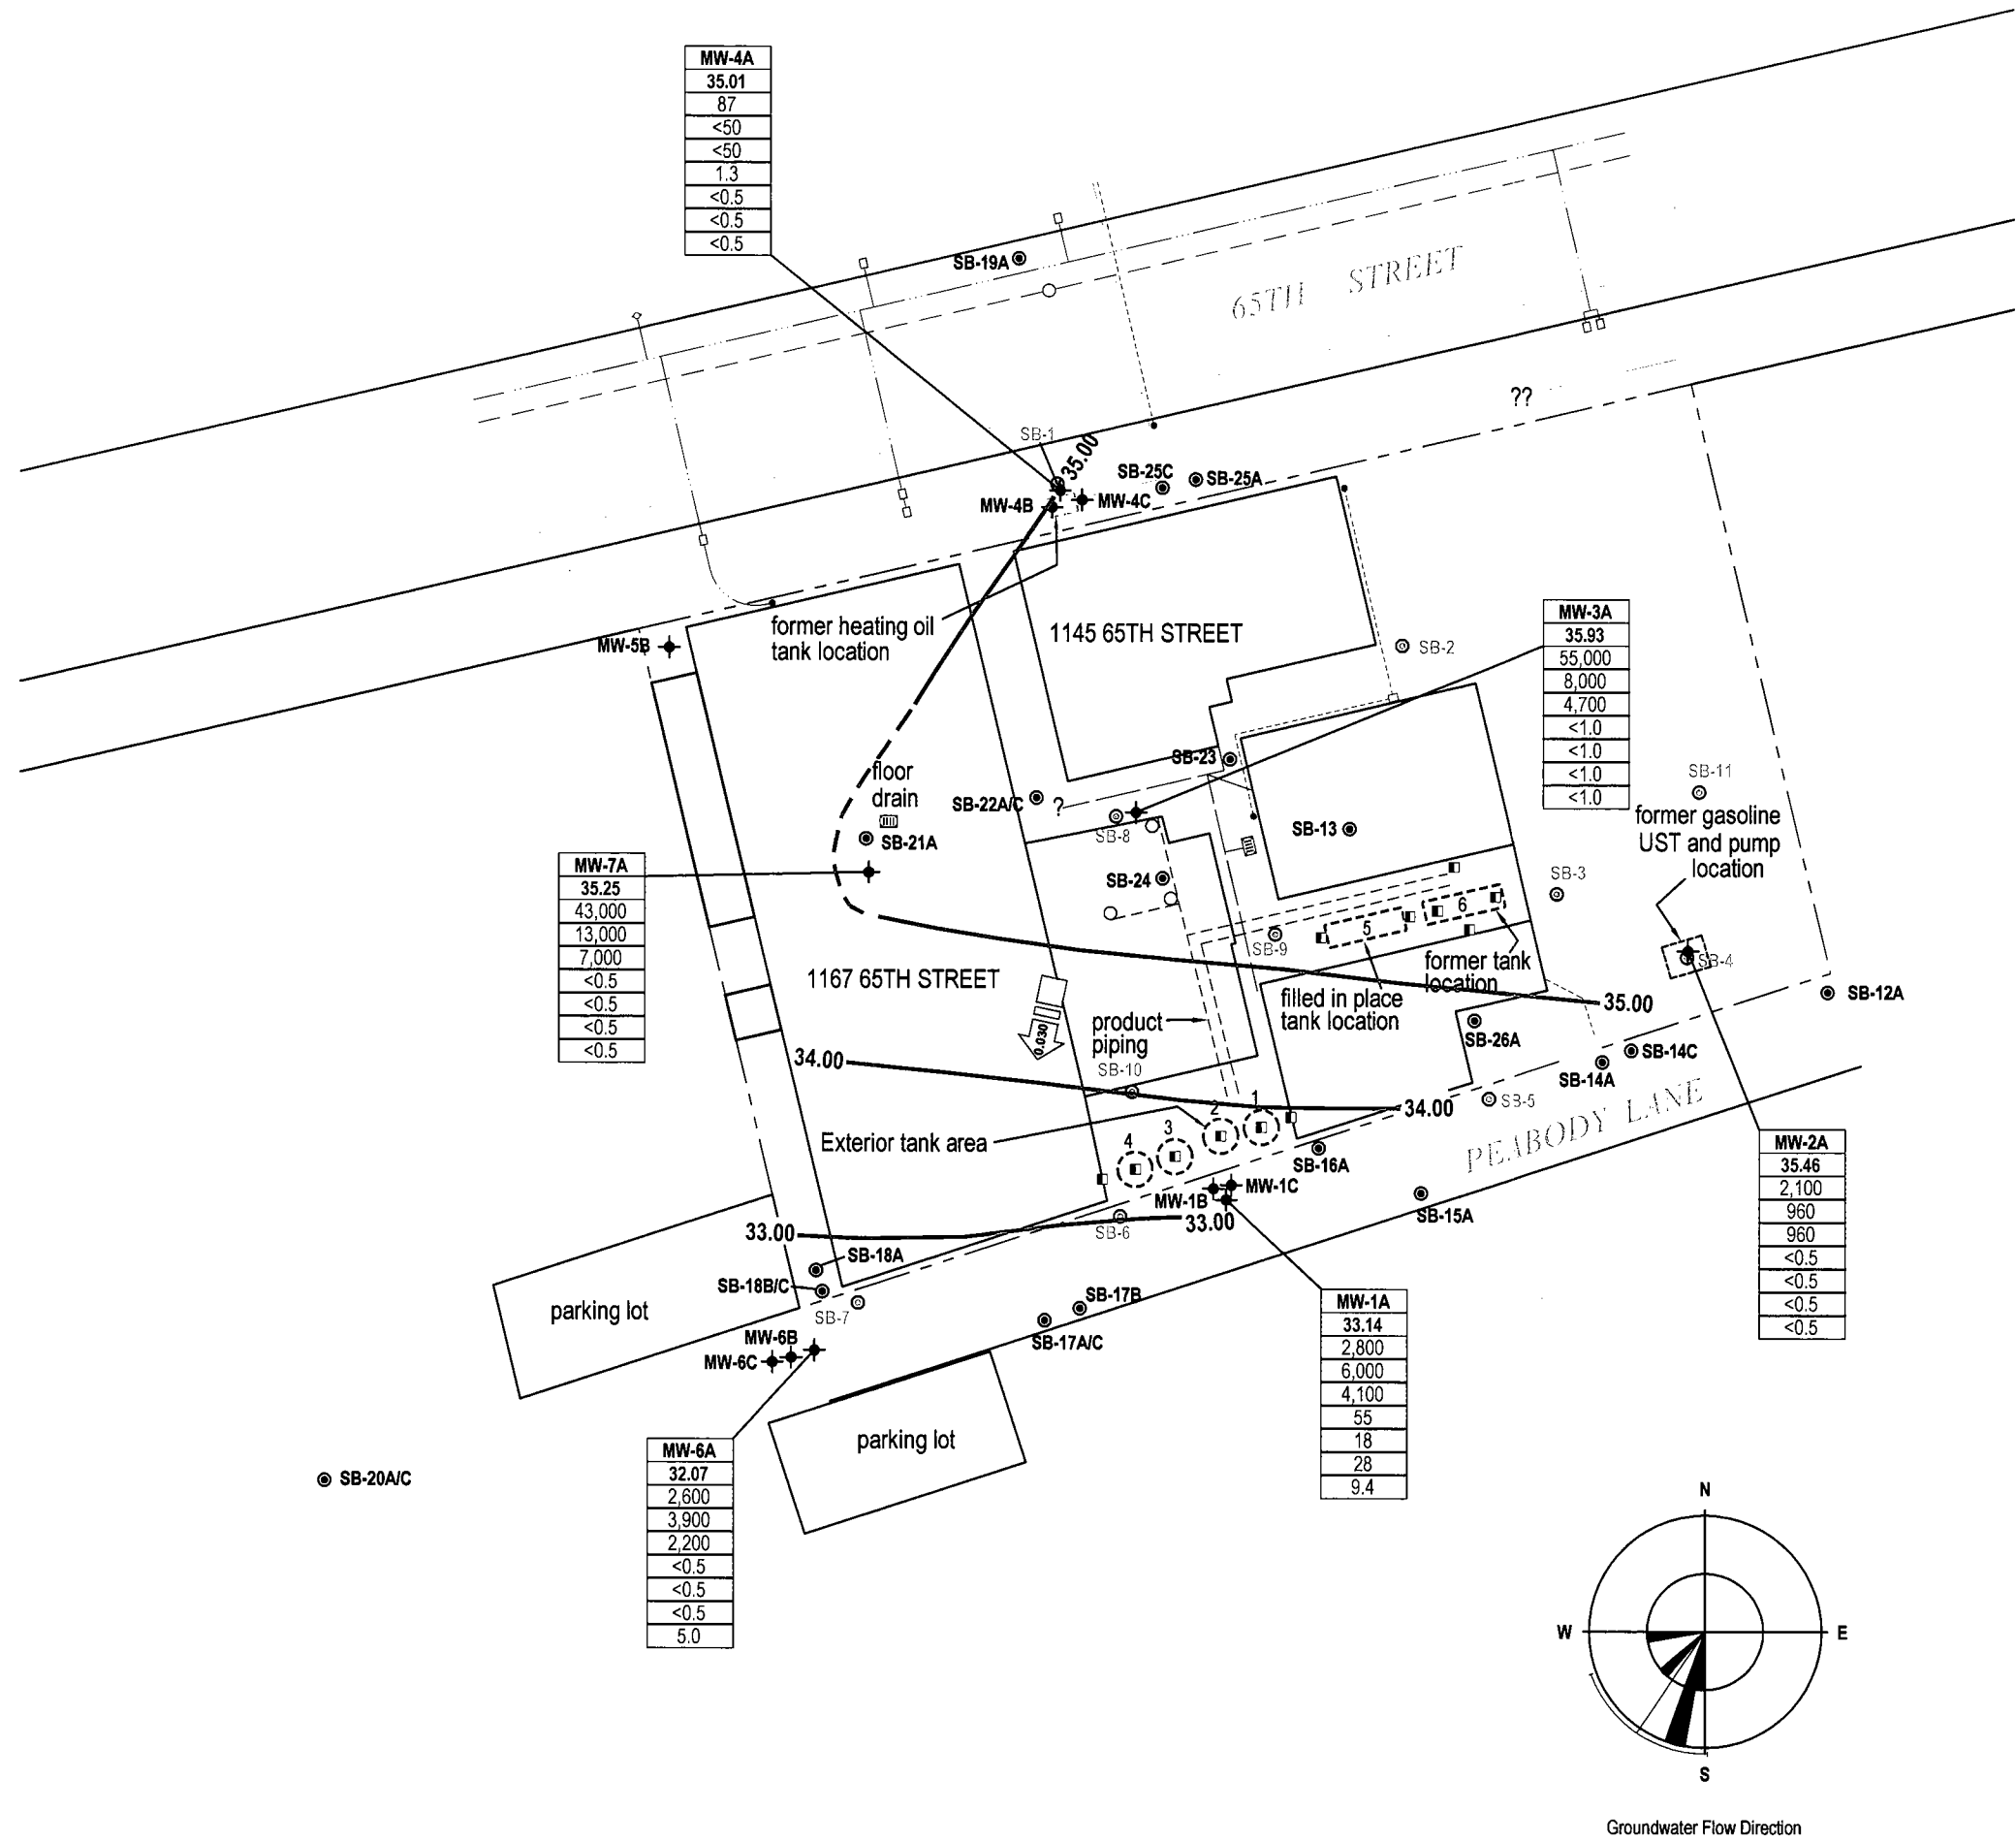 MW-4A
35.01
87
<50
<50
1.3
<0.5
<0.5
<0.5
SB-19A
65TH STREET
??
SB-1
35.00
SB-25C
SB-25A
MW-4B
MW-4C
former heating oil
tank location
1145 65TH STREET
MW-5B
SB-2
MW-3A
35.93
55,000
8,000
4,700
<1.0
<1.0
<1.0
<1.0
floor
drain
SB-23
SB-22A/C
?
SB-8
SB-21A
SB-13
SB-11
former gasoline
UST and pump
location
MW-7A
35.25
43,000
13,000
7,000
<0.5
<0.5
<0.5
<0.5
SB-24
SB-3
6
5
SB-9
former tank
location
SB-4
1167 65TH STREET
filled in place
tank location
35.00
SB-12A
product
piping
0.030
SB-26A
34.00
SB-10
SB-14C
SB-14A
34.00
SB-5
PEABODY LANE
1
2
3
4
Exterior tank area
SB-16A
MW-1B
MW-1C
SB-15A
MW-2A
35.46
2,100
960
960
<0.5
<0.5
<0.5
<0.5
33.00
SB-6
33.00
SB-18A
SB-18B/C
SB-7
parking lot
SB-17B
SB-17A/C
MW-6B
MW-6C
MW-1A
33.14
2,800
6,000
4,100
55
18
28
9.4
parking lot
MW-6A
32.07
2,600
3,900
2,200
<0.5
<0.5
<0.5
5.0
SB-20A/C
N
W
E
S
Groundwater Flow Direction